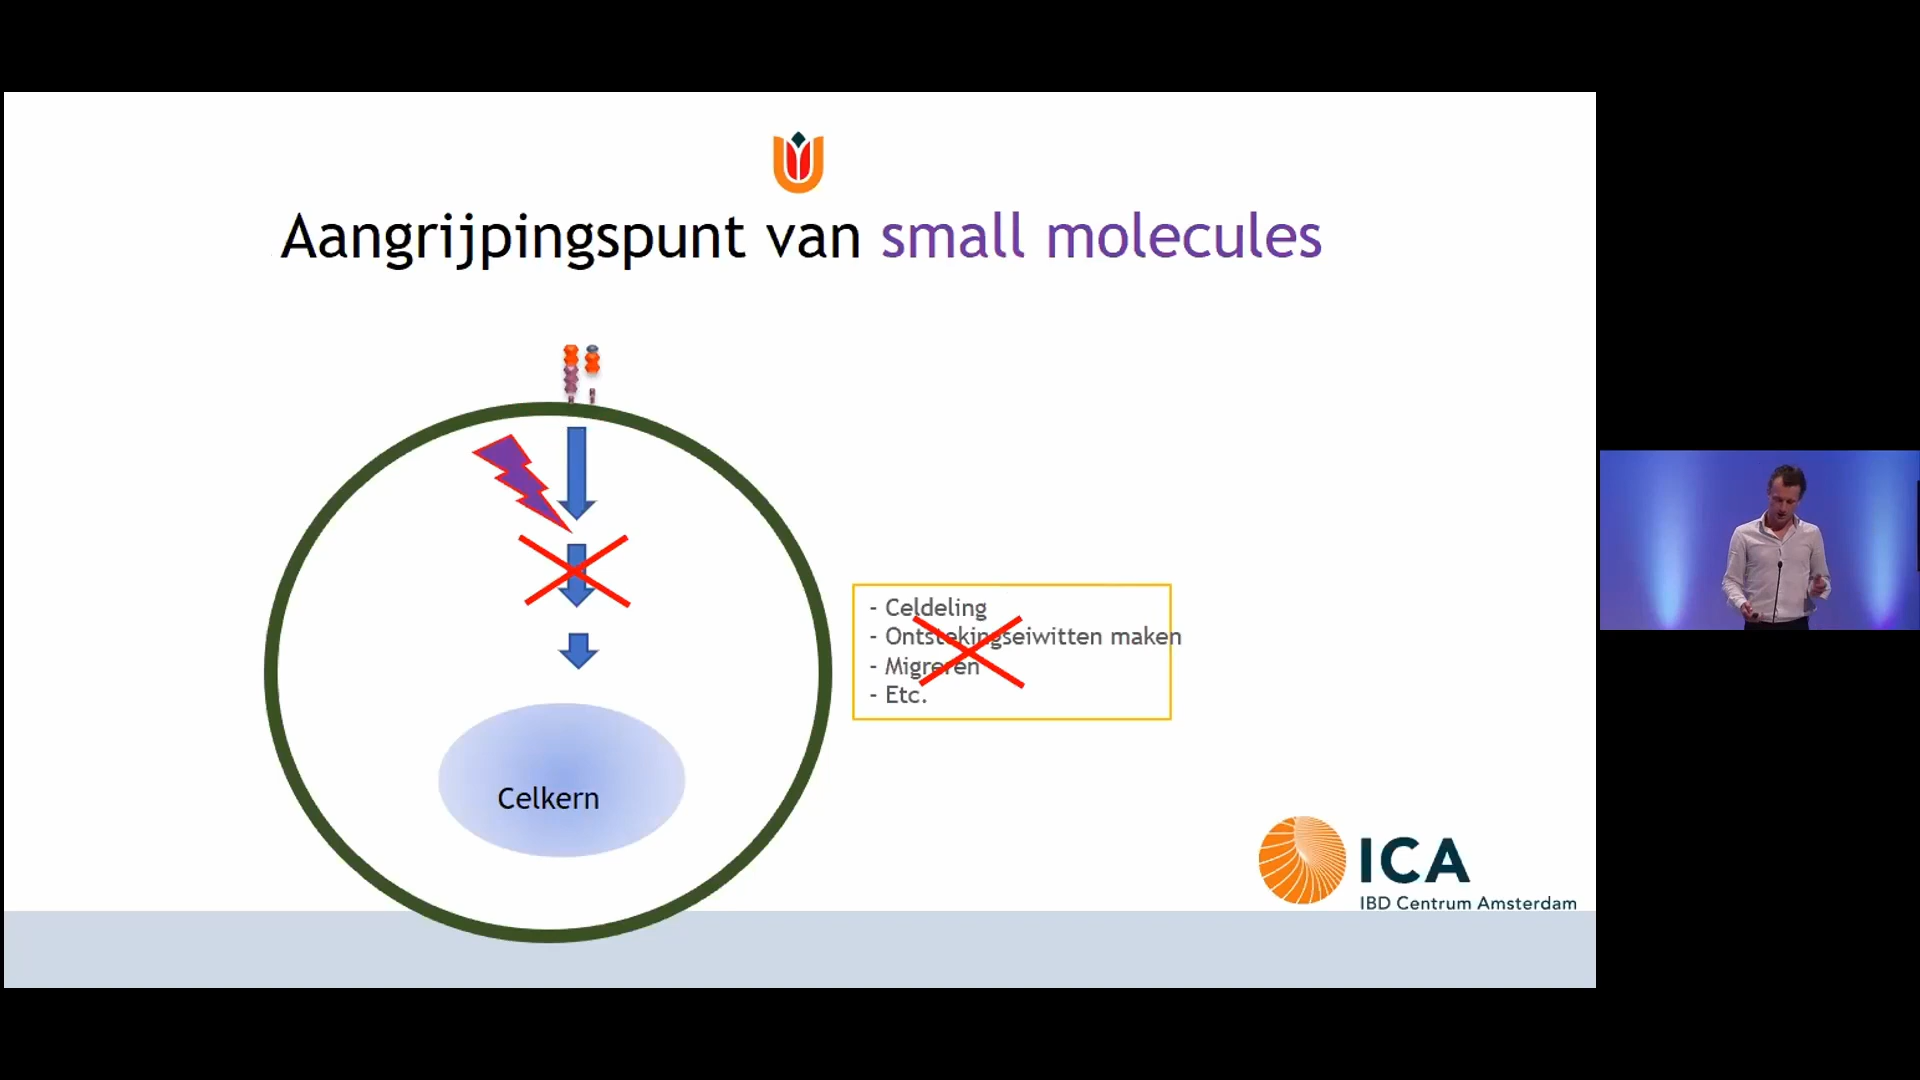 Aangrijpingspunt van small molecules
- Celdeling
- Ontstekingseiwitten maken
- Migreren
- Etc.
Celkern
ICA
IBD Centrum Amsterdam